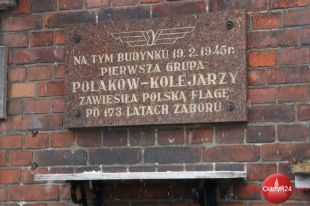 NA TYM BUDYNKU 19.2.1945r.
PIERWSZA GRUPA
POLAKÓW-KOLEJARZY
ZAWIESIŁA POLSKĄ FLAGĘ
PO 173 LATACH ZABORU
Olsztyn24